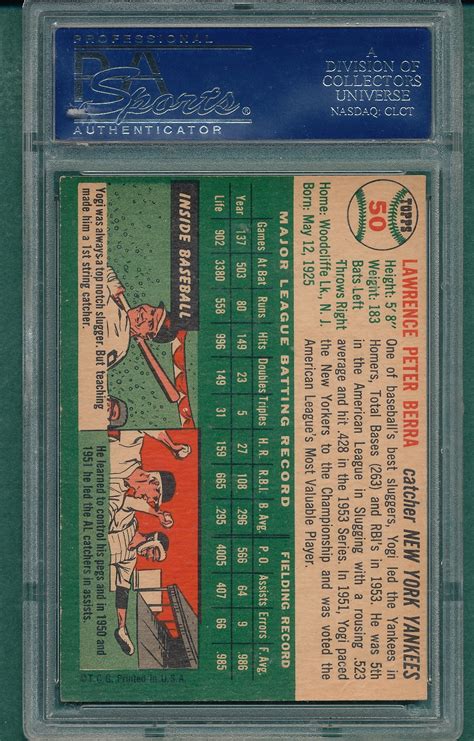 PROFESSIONAL
PSA
Sports
AUTHENTICATOR
A
DIVISION OF
COLLECTORS
UNIVERSE
NASDAQ: CLCT
TOPPS
50
LAWRENCE PETER BERRA catcher NEW YORK YANKEES
Height: 5' 8"
Weight: 183
Bats Left
Throws Right
Home: Woodcliffe Lk., N. J.
Born: May 12, 1925
One of baseball's best sluggers, Yogi led the Yankees in
Homers, Total Bases (263) and RBI's in 1953. He was 5th
in the American League in Slugging with a rousing .523
average and hit .428 in the 1953 Series. In 1951, Yogi paced
the New Yorkers to the Championship and was voted the
American League's Most Valuable Player.
MAJOR LEAGUE BATTING RECORD FIELDING RECORD
Games At Bat Runs Hits Doubles Triples H. R. R.B.I. B. Avg. P. O. Assists Errors F. Avg.
Year 137 503 80 149 23 5 27 108 .296 566 64 9 .986
Life 902 3380 558 996 149 31 159 665 .295 4005 407 66 .985
INSIDE BASEBALL
Yogi was always a top notch slugger. But teaching
made him a 1st string catcher.
He learned to control his pegs and in 1950 and
1951 he led the AL catchers in assists.
©T.C.G. Printed in U.S.A.